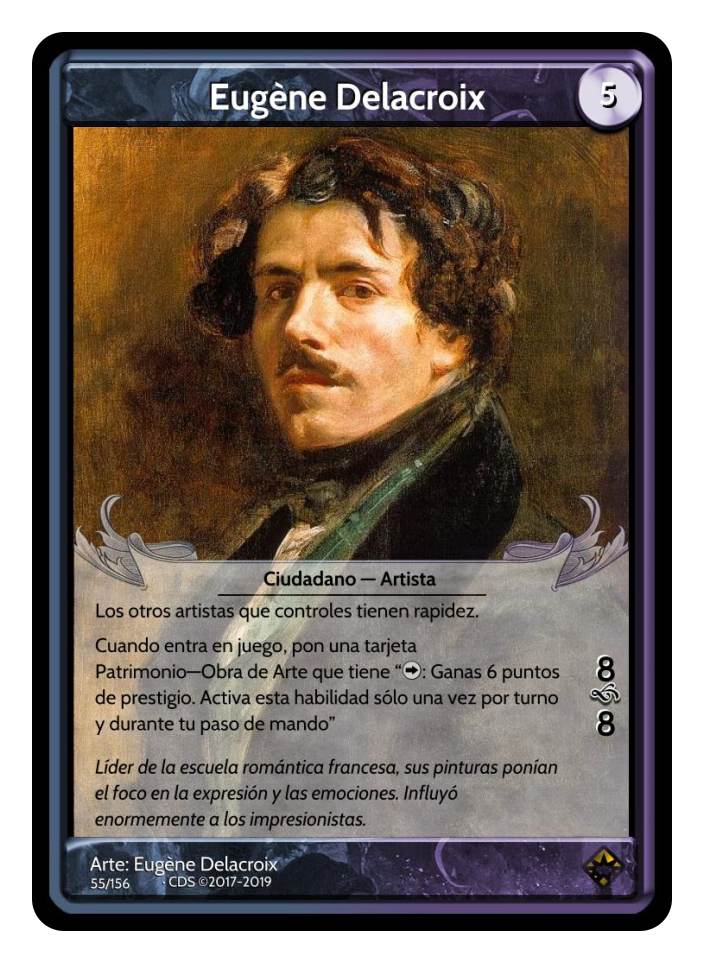 Eugène Delacroix
5
Ciudadano — Artista
Los otros artistas que controles tienen rapidez.
Cuando entra en juego, pon una tarjeta
Patrimonio—Obra de Arte que tiene “➡: Ganas 6 puntos
de prestigio. Activa esta habilidad sólo una vez por turno
y durante tu paso de mando”
8
8
Líder de la escuela romántica francesa, sus pinturas ponían
el foco en la expresión y las emociones. Influyó
enormemente a los impresionistas.
Arte: Eugène Delacroix
55/156 · CDS ©2017-2019